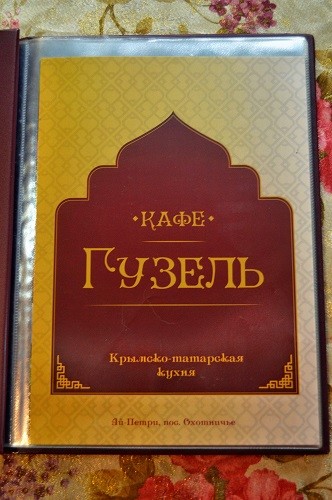 • КАФЕ •
ГУЗЕЛЬ
Крымско-татарская
кухня
Ай-Петри, пос. Охотничье